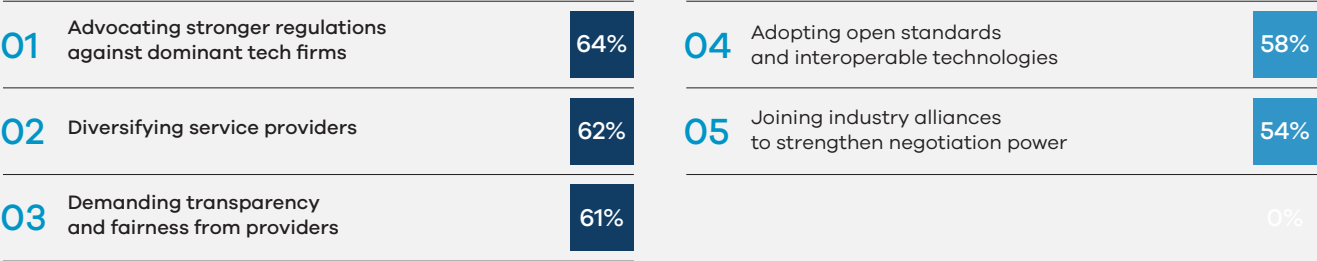 01
Advocating stronger regulations
against dominant tech firms
64%
02
Diversifying service providers
62%
03
Demanding transparency
and fairness from providers
61%
04
Adopting open standards
and interoperable technologies
58%
05
Joining industry alliances
to strengthen negotiation power
54%
0%